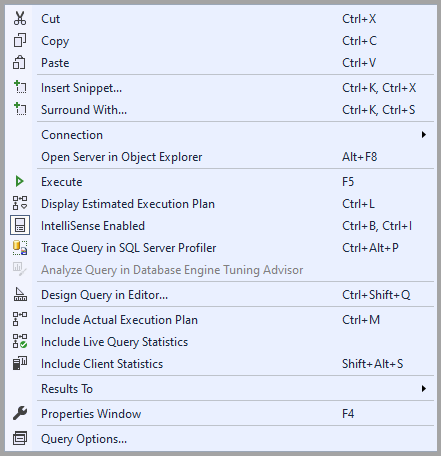 Cut Ctrl+X
Copy Ctrl+C
Paste Ctrl+V
Insert Snippet... Ctrl+K, Ctrl+X
Surround With... Ctrl+K, Ctrl+S
Connection
Open Server in Object Explorer Alt+F8
Execute F5
Display Estimated Execution Plan Ctrl+L
IntelliSense Enabled Ctrl+B, Ctrl+I
Trace Query in SQL Server Profiler Ctrl+Alt+P
Analyze Query in Database Engine Tuning Advisor
Design Query in Editor... Ctrl+Shift+Q
Include Actual Execution Plan Ctrl+M
Include Live Query Statistics
Include Client Statistics Shift+Alt+S
Results To
Properties Window F4
Query Options...